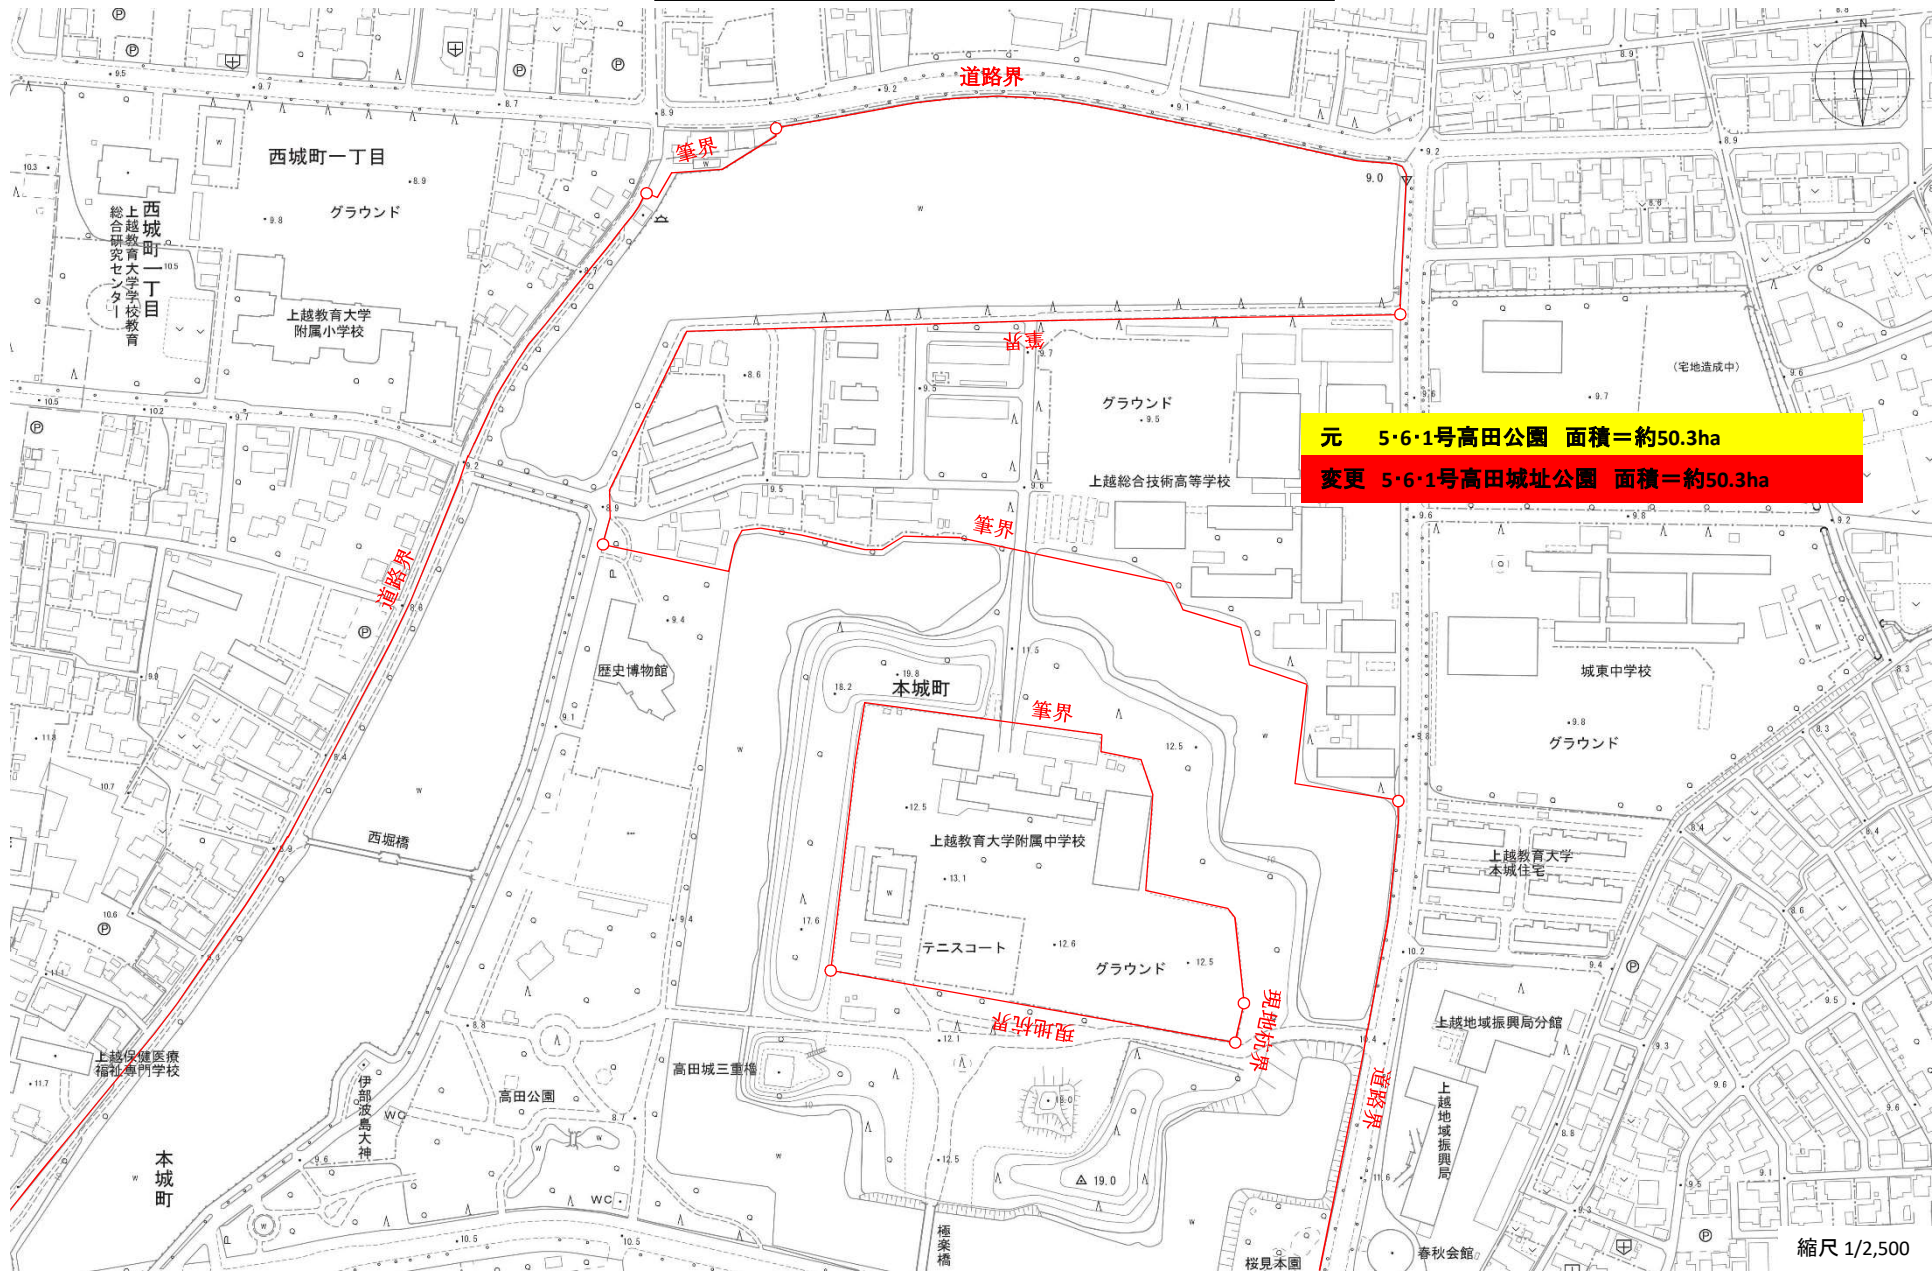 道路界
筆界
N
西城町一丁目
グラウンド
西城町一丁目
上越教育大学学校教育
総合研究センター
上越教育大学
附属小学校
9.0
筆界
グラウンド
(宅地造成中)
元 5・6・1号高田公園 面積＝約50.3ha
変更 5・6・1号高田城址公園 面積＝約50.3ha
上越総合技術高等学校
筆界
道路界
歴史博物館
本城町
筆界
城東中学校
グラウンド
西堀橋
上越教育大学附属中学校
上越教育大学
本城住宅
テニスコート
グラウンド
現地杭界
現地杭界
上越地域振興局分館
上越保健医療
福祉専門学校
伊部波島大神
高田公園
高田城三重櫓
道路界
上越地域振興局
本城町
WC
WC
19.0
極楽橋
桜見本園
春秋会館
縮尺 1/2,500